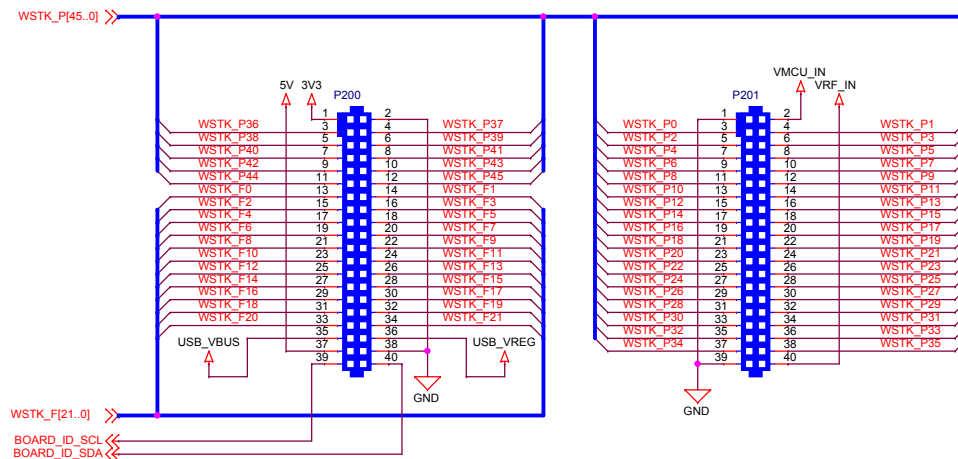 WSTK_P[45..0]
5V 3V3 VMCU_IN
P200 P201 VRF_IN
1 2 1 2
WSTK_P36 3 4 WSTK_P37 WSTK_P0 3 4 WSTK_P1
WSTK_P38 5 6 WSTK_P39 WSTK_P2 5 6 WSTK_P3
WSTK_P40 7 8 WSTK_P41 WSTK_P4 7 8 WSTK_P5
WSTK_P42 9 10 WSTK_P43 WSTK_P6 9 10 WSTK_P7
WSTK_P44 11 12 WSTK_P45 WSTK_P8 11 12 WSTK_P9
WSTK_F0 13 14 WSTK_F1 WSTK_P10 13 14 WSTK_P11
WSTK_F2 15 16 WSTK_F3 WSTK_P12 15 16 WSTK_P13
WSTK_F4 17 18 WSTK_F5 WSTK_P14 17 18 WSTK_P15
WSTK_F6 19 20 WSTK_F7 WSTK_P16 19 20 WSTK_P17
WSTK_F8 21 22 WSTK_F9 WSTK_P18 21 22 WSTK_P19
WSTK_F10 23 24 WSTK_F11 WSTK_P20 23 24 WSTK_P21
WSTK_F12 25 26 WSTK_F13 WSTK_P22 25 26 WSTK_P23
WSTK_F14 27 28 WSTK_F15 WSTK_P24 27 28 WSTK_P25
WSTK_F16 29 30 WSTK_F17 WSTK_P26 29 30 WSTK_P27
WSTK_F18 31 32 WSTK_F19 WSTK_P28 31 32 WSTK_P29
WSTK_F20 33 34 WSTK_F21 WSTK_P30 33 34 WSTK_P31
35 36 WSTK_P32 35 36 WSTK_P33
USB_VBUS 37 38 USB_VREG WSTK_P34 37 38 WSTK_P35
39 40 39 40
GND GND
WSTK_F[21..0]
BOARD_ID_SCL
BOARD_ID_SDA